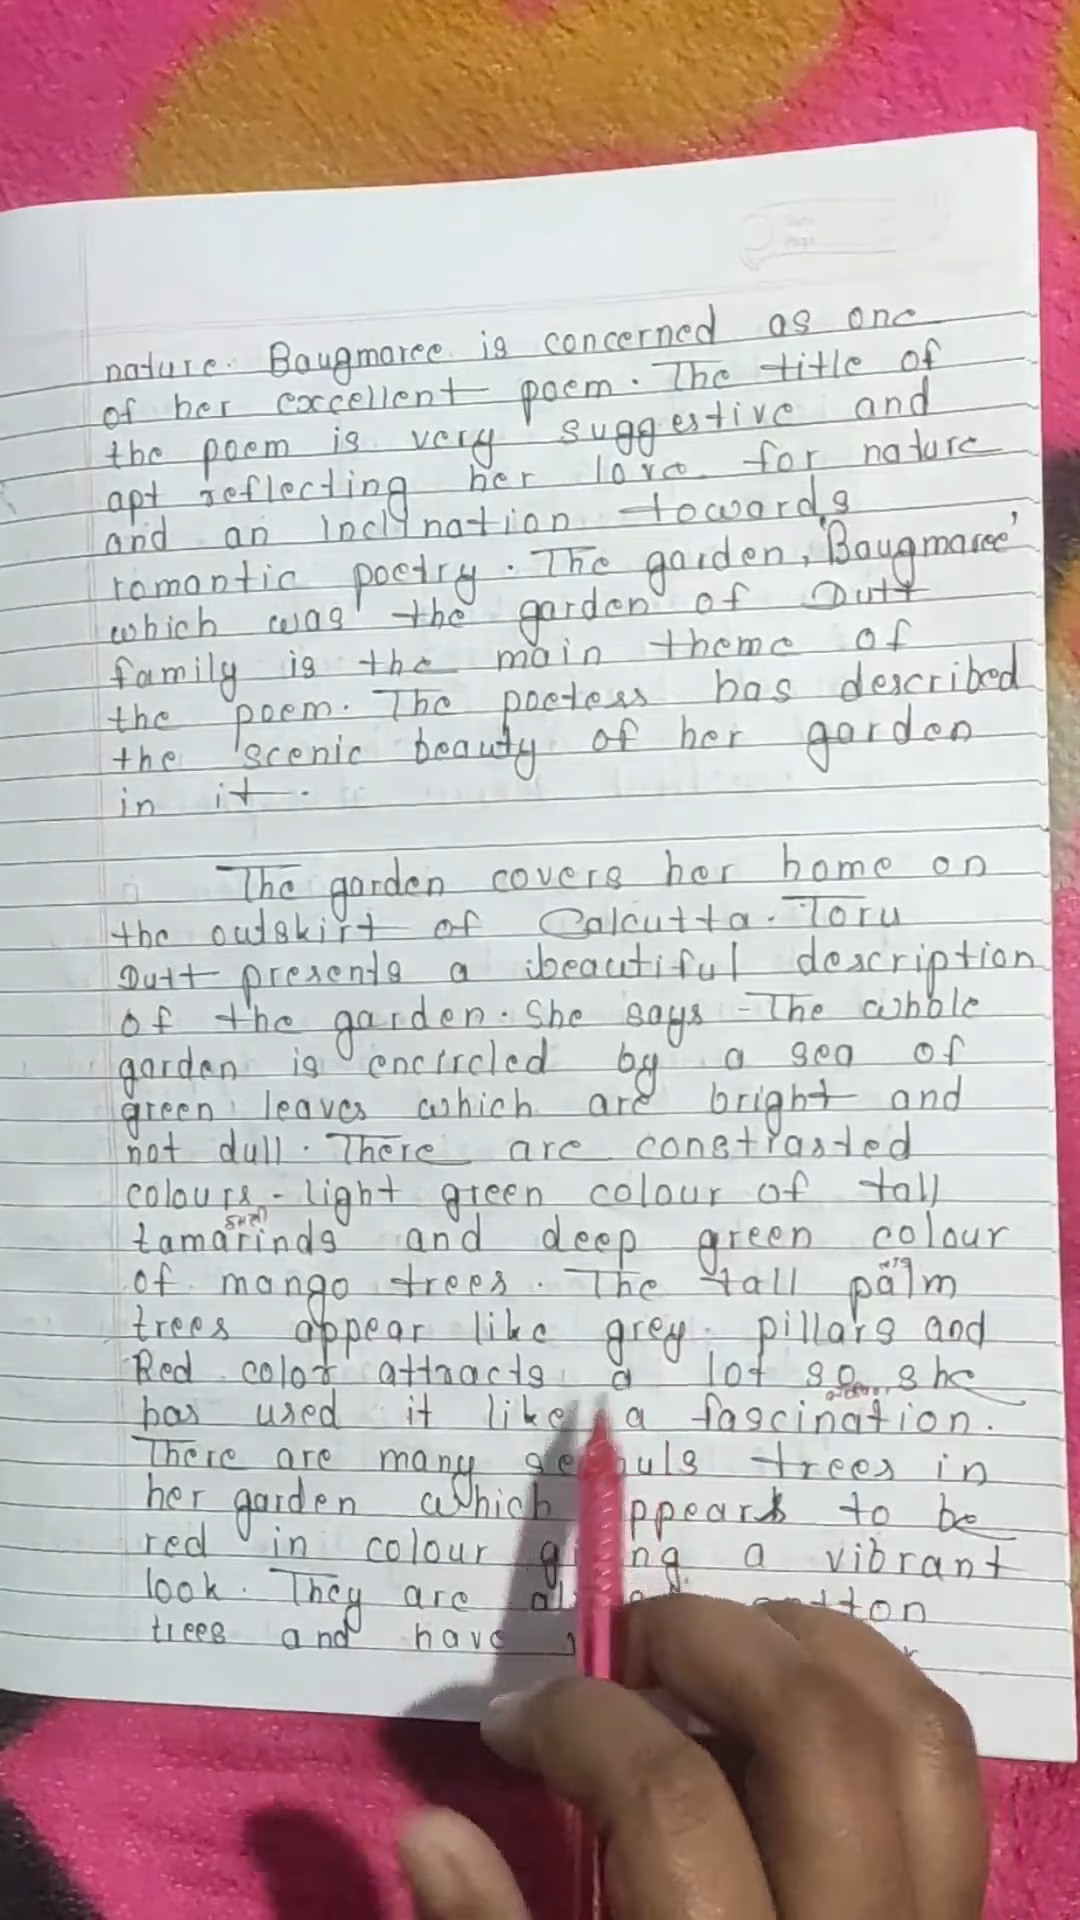 nature. Baugmaree is concerned as one
of her excellent poem. The title of
the poem is very suggestive and
apt reflecting her love for nature
and an inclination towards
romantic poetry. The garden, 'Baugmaree'
which was the garden of Dutt
family is the main theme of
the poem. The poetess has described
the scenic beauty of her garden
in it.
The garden covers her home on
the outskirt of Calcutta. Toru
Dutt presents a beautiful description
of the garden. She says - The whole
garden is encircled by a sea of
green leaves which are bright and
not dull. There are constrasted
colours - light green colour of tall
इमली
tamarinds and deep green colour
of mango trees. The tall palm
trees appear like grey pillars and
Red color attracts a lot so she
has used it like a fascination.
There are many trees in
her garden which to be
red in colour a vibrant
look. They are
trees and have